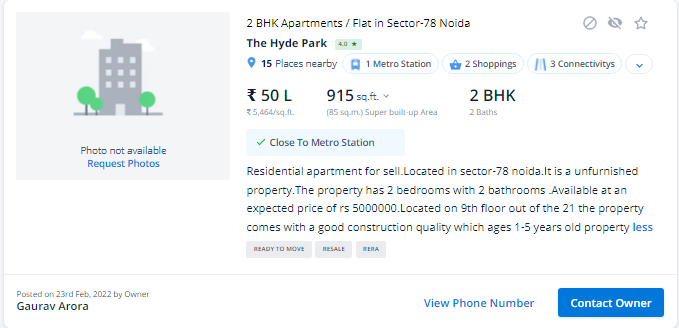 2 BHK Apartments / Flat in Sector-78 Noida
The Hyde Park 4.0 ★
15 Places nearby 1 Metro Station 2 Shoppings 3 Connectivitys
₹ 50 L 915 sq.ft. 2 BHK
₹ 5,464/sq.ft. (85 sq.m.) Super built-up Area 2 Baths
Photo not available
Request Photos
Close To Metro Station
Residential apartment for sell.Located in sector-78 noida.It is a unfurnished
property.The property has 2 bedrooms with 2 bathrooms .Available at an
expected price of rs 5000000.Located on 9th floor out of the 21 the property
comes with a good construction quality which ages 1-5 years old property less
READY TO MOVE RESALE RERA
Posted on 23rd Feb, 2022 by Owner
Gaurav Arora
View Phone Number Contact Owner